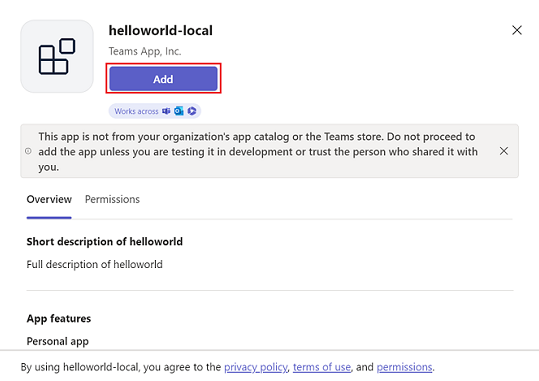 helloworld-local
Teams App, Inc.
Add
Works across
This app is not from your organization's app catalog or the Teams store. Do not proceed to
add the app unless you are testing it in development or trust the person who shared it with
you.
Overview Permissions
Short description of helloworld
Full description of helloworld
App features
Personal app
By using helloworld-local, you agree to the privacy policy, terms of use, and permissions.